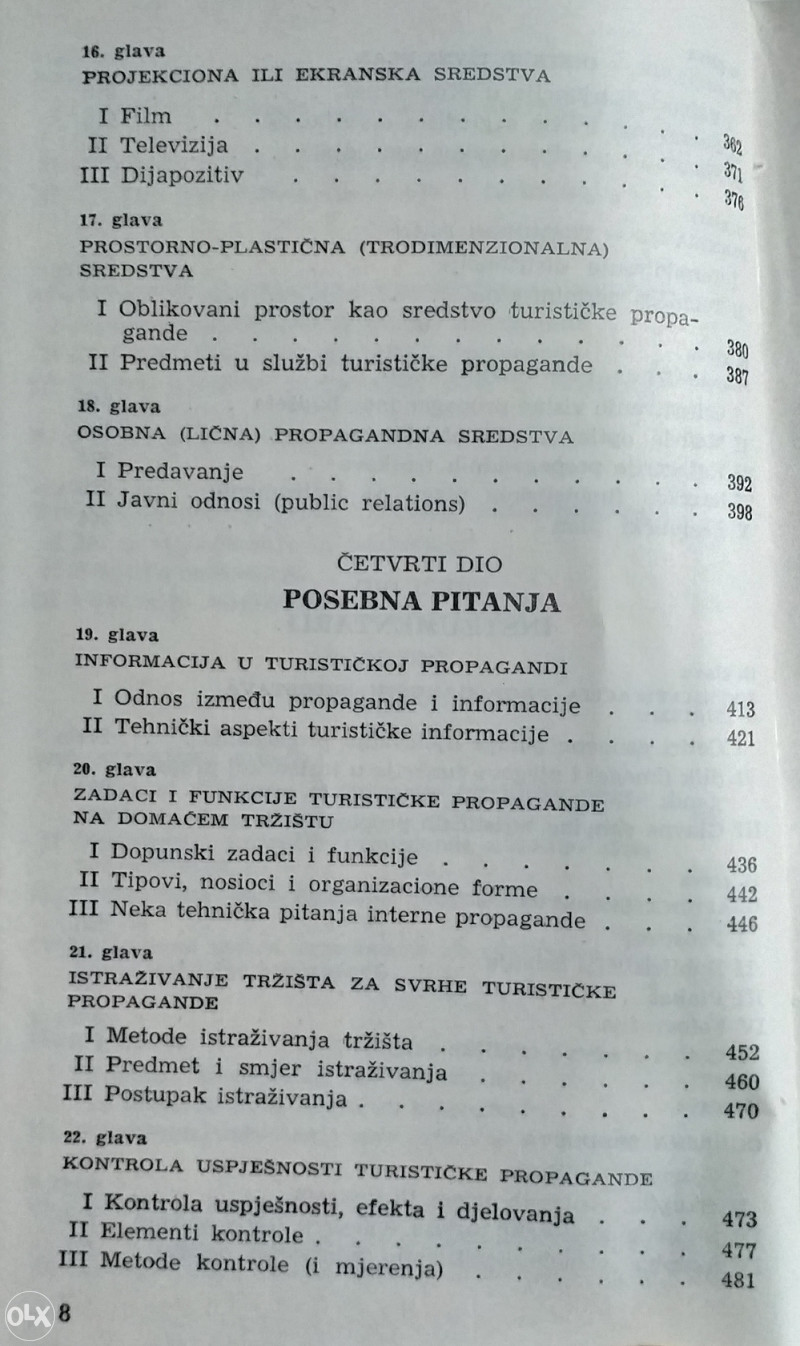 16. glava
PROJEKCIONA ILI EKRANSKA SREDSTVA
I Film . . . . . . . . . . . . . 362
II Televizija . . . . . . . . . . . . 371
III Dijapozitiv . . . . . . . . . . . 376
17. glava
PROSTORNO-PLASTIČNA (TRODIMENZIONALNA)
SREDSTVA
I Oblikovani prostor kao sredstvo turističke propa-
gande . . . . . . . . . . . . . 380
II Predmeti u službi turističke propagande . . . 387
18. glava
OSOBNA (LIČNA) PROPAGANDNA SREDSTVA
I Predavanje . . . . . . . . . . . 392
II Javni odnosi (public relations) . . . . . . 398
ČETVRTI DIO
POSEBNA PITANJA
19. glava
INFORMACIJA U TURISTIČKOJ PROPAGANDI
I Odnos između propagande i informacije . . . 413
II Tehnički aspekti turističke informacije . . . . 421
20. glava
ZADACI I FUNKCIJE TURISTIČKE PROPAGANDE
NA DOMAĆEM TRŽIŠTU
I Dopunski zadaci i funkcije . . . . . . . 436
II Tipovi, nosioci i organizacione forme . . . . 442
III Neka tehnička pitanja interne propagande . . . 446
21. glava
ISTRAŽIVANJE TRŽIŠTA ZA SVRHE TURISTIČKE
PROPAGANDE
I Metode istraživanja tržišta . . . . . . . 452
II Predmet i smjer istraživanja . . . . . . 460
III Postupak istraživanja . . . . . . . . . 470
22. glava
KONTROLA USPJEŠNOSTI TURISTIČKE PROPAGANDE
I Kontrola uspješnosti, efekta i djelovanja . . . 473
II Elementi kontrole . . . . . . . . . . 477
III Metode kontrole (i mjerenja) . . . . . . 481
OLX 8